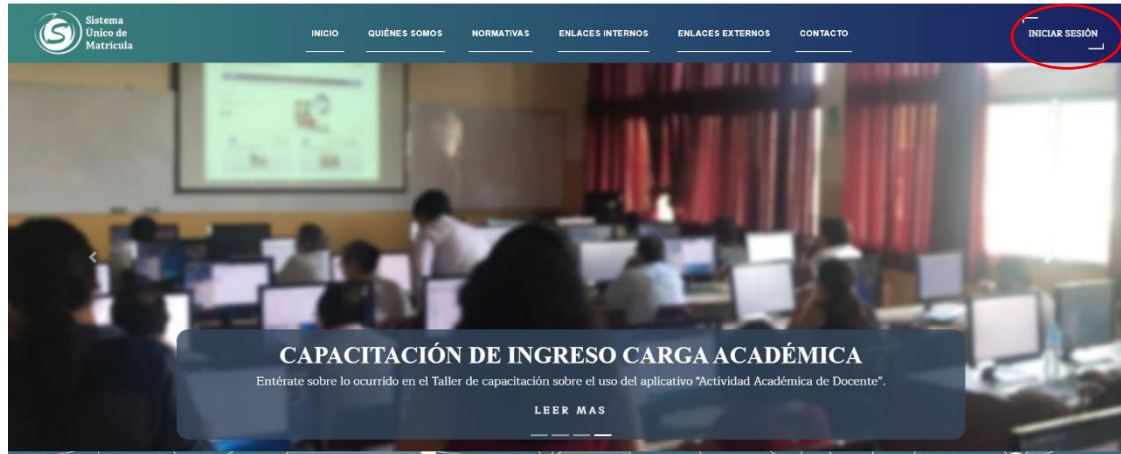 Sistema
Único de
Matrícula
INICIO QUIÉNES SOMOS NORMATIVAS ENLACES INTERNOS ENLACES EXTERNOS CONTACTO
INICIAR SESIÓN
CAPACITACIÓN DE INGRESO CARGA ACADÉMICA
Entérate sobre lo ocurrido en el Taller de capacitación sobre el uso del aplicativo "Actividad Académica de Docente".
LEER MAS